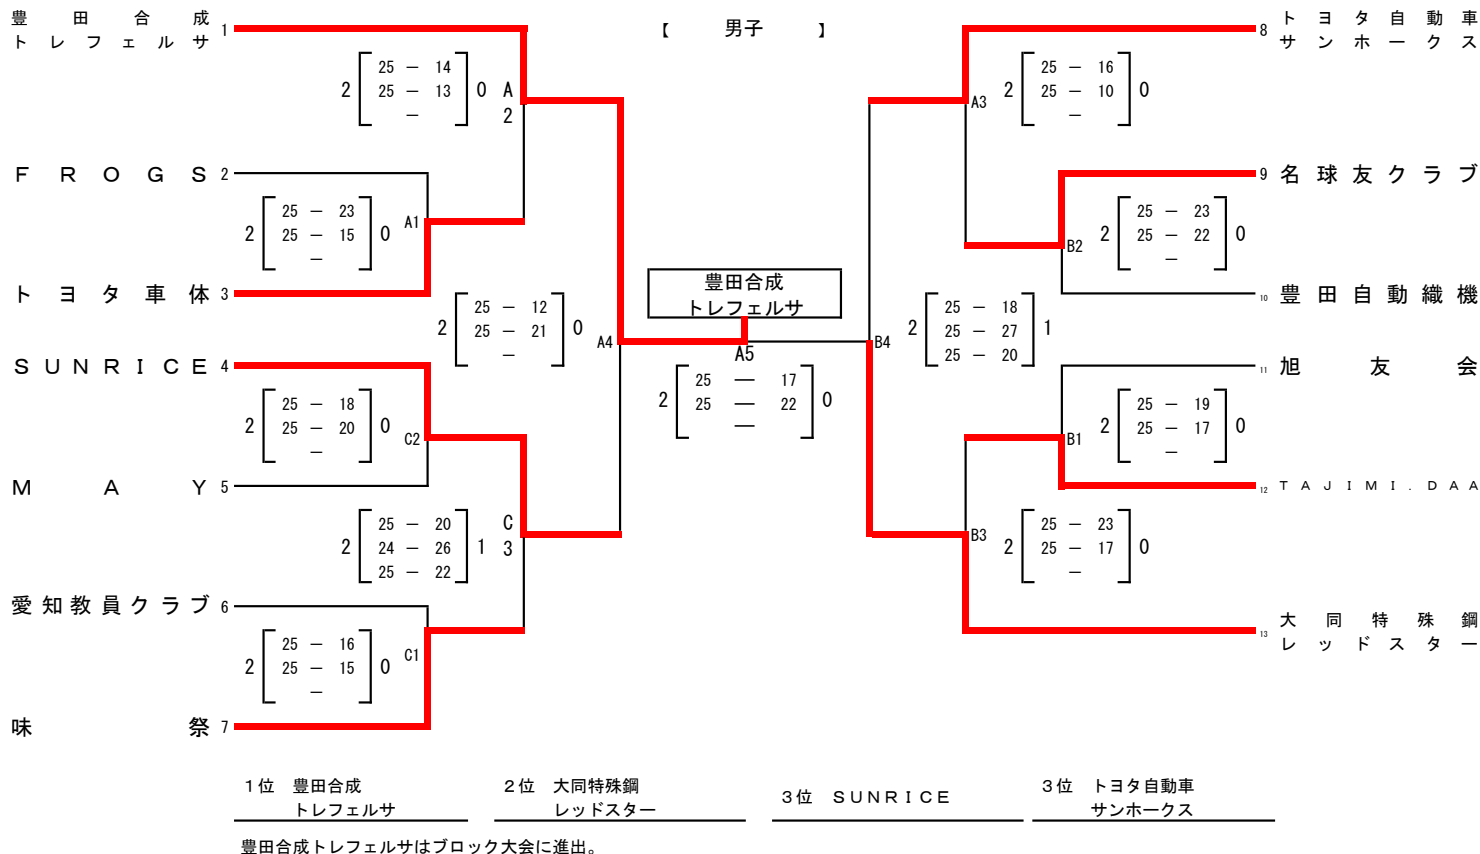 【 男子 】
豊田合成
トレフェルサ 1
2 25 － 14 0
25 － 13
－
A
2
ＦＲＯＧＳ 2
2 25 － 23 0
25 － 15
－
A1
トヨタ車体 3
2 25 － 12 0
25 － 21
－
A4
ＳＵＮＲＩＣＥ 4
2 25 － 18 0
25 － 20
－
C2
ＭＡＹ 5
2 25 － 20 1
24 － 26
25 － 22
C
3
愛知教員クラブ 6
2 25 － 16 0
25 － 15
－
C1
味祭 7
豊田合成
トレフェルサ
A5
2 25 ― 17 0
25 ― 22
―
8 トヨタ自動車
サンホークス
A3
2 25 － 16 0
25 － 10
－
9 名球友クラブ
B2
2 25 － 23 0
25 － 22
－
10 豊田自動織機
B4
2 25 － 18 1
25 － 27
25 － 20
11 旭友会
B1
2 25 － 19 0
25 － 17
－
12 ＴＡＪＩＭＩ．ＤＡＡ
B3
2 25 － 23 0
25 － 17
－
13 大同特殊鋼
レッドスター
１位 豊田合成
トレフェルサ
２位 大同特殊鋼
レッドスター
３位 ＳＵＮＲＩＣＥ
３位 トヨタ自動車
サンホークス
豊田合成トレフェルサはブロック大会に進出。